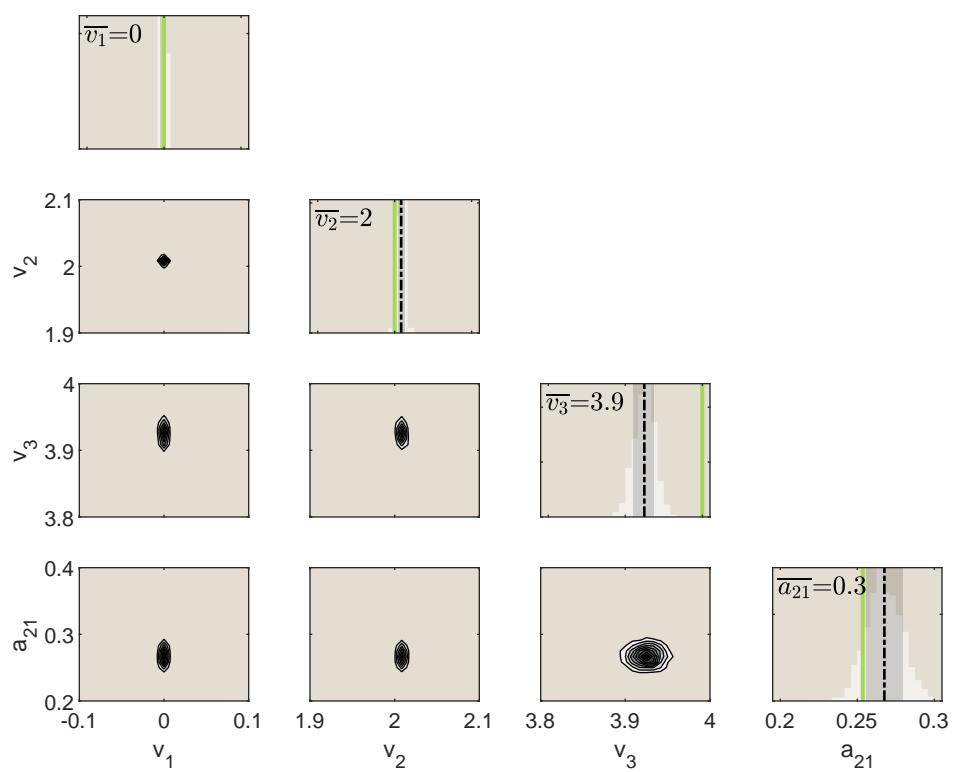 v̅₁=0
2.1
v₂
2
1.9
v̅₂=2
4
v₃
3.9
3.8
v̅₃=3.9
0.4
a₂₁
0.3
0.2
a̅₂₁=0.3
-0.1 0 0.1 1.9 2 2.1 3.8 3.9 4 0.2 0.25 0.3
v₁ v₂ v₃ a₂₁